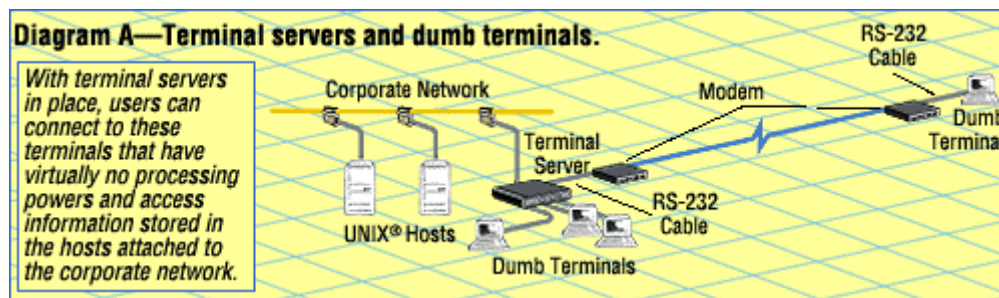 Diagram A—Terminal servers and dumb terminals.
With terminal servers
in place, users can
connect to these
terminals that have
virtually no processing
powers and access
information stored in
the hosts attached to
the corporate network.
Corporate Network
UNIX® Hosts
Terminal
Server
Dumb Terminals
RS-232
Cable
Modem
RS-232
Cable
Dumb
Terminal